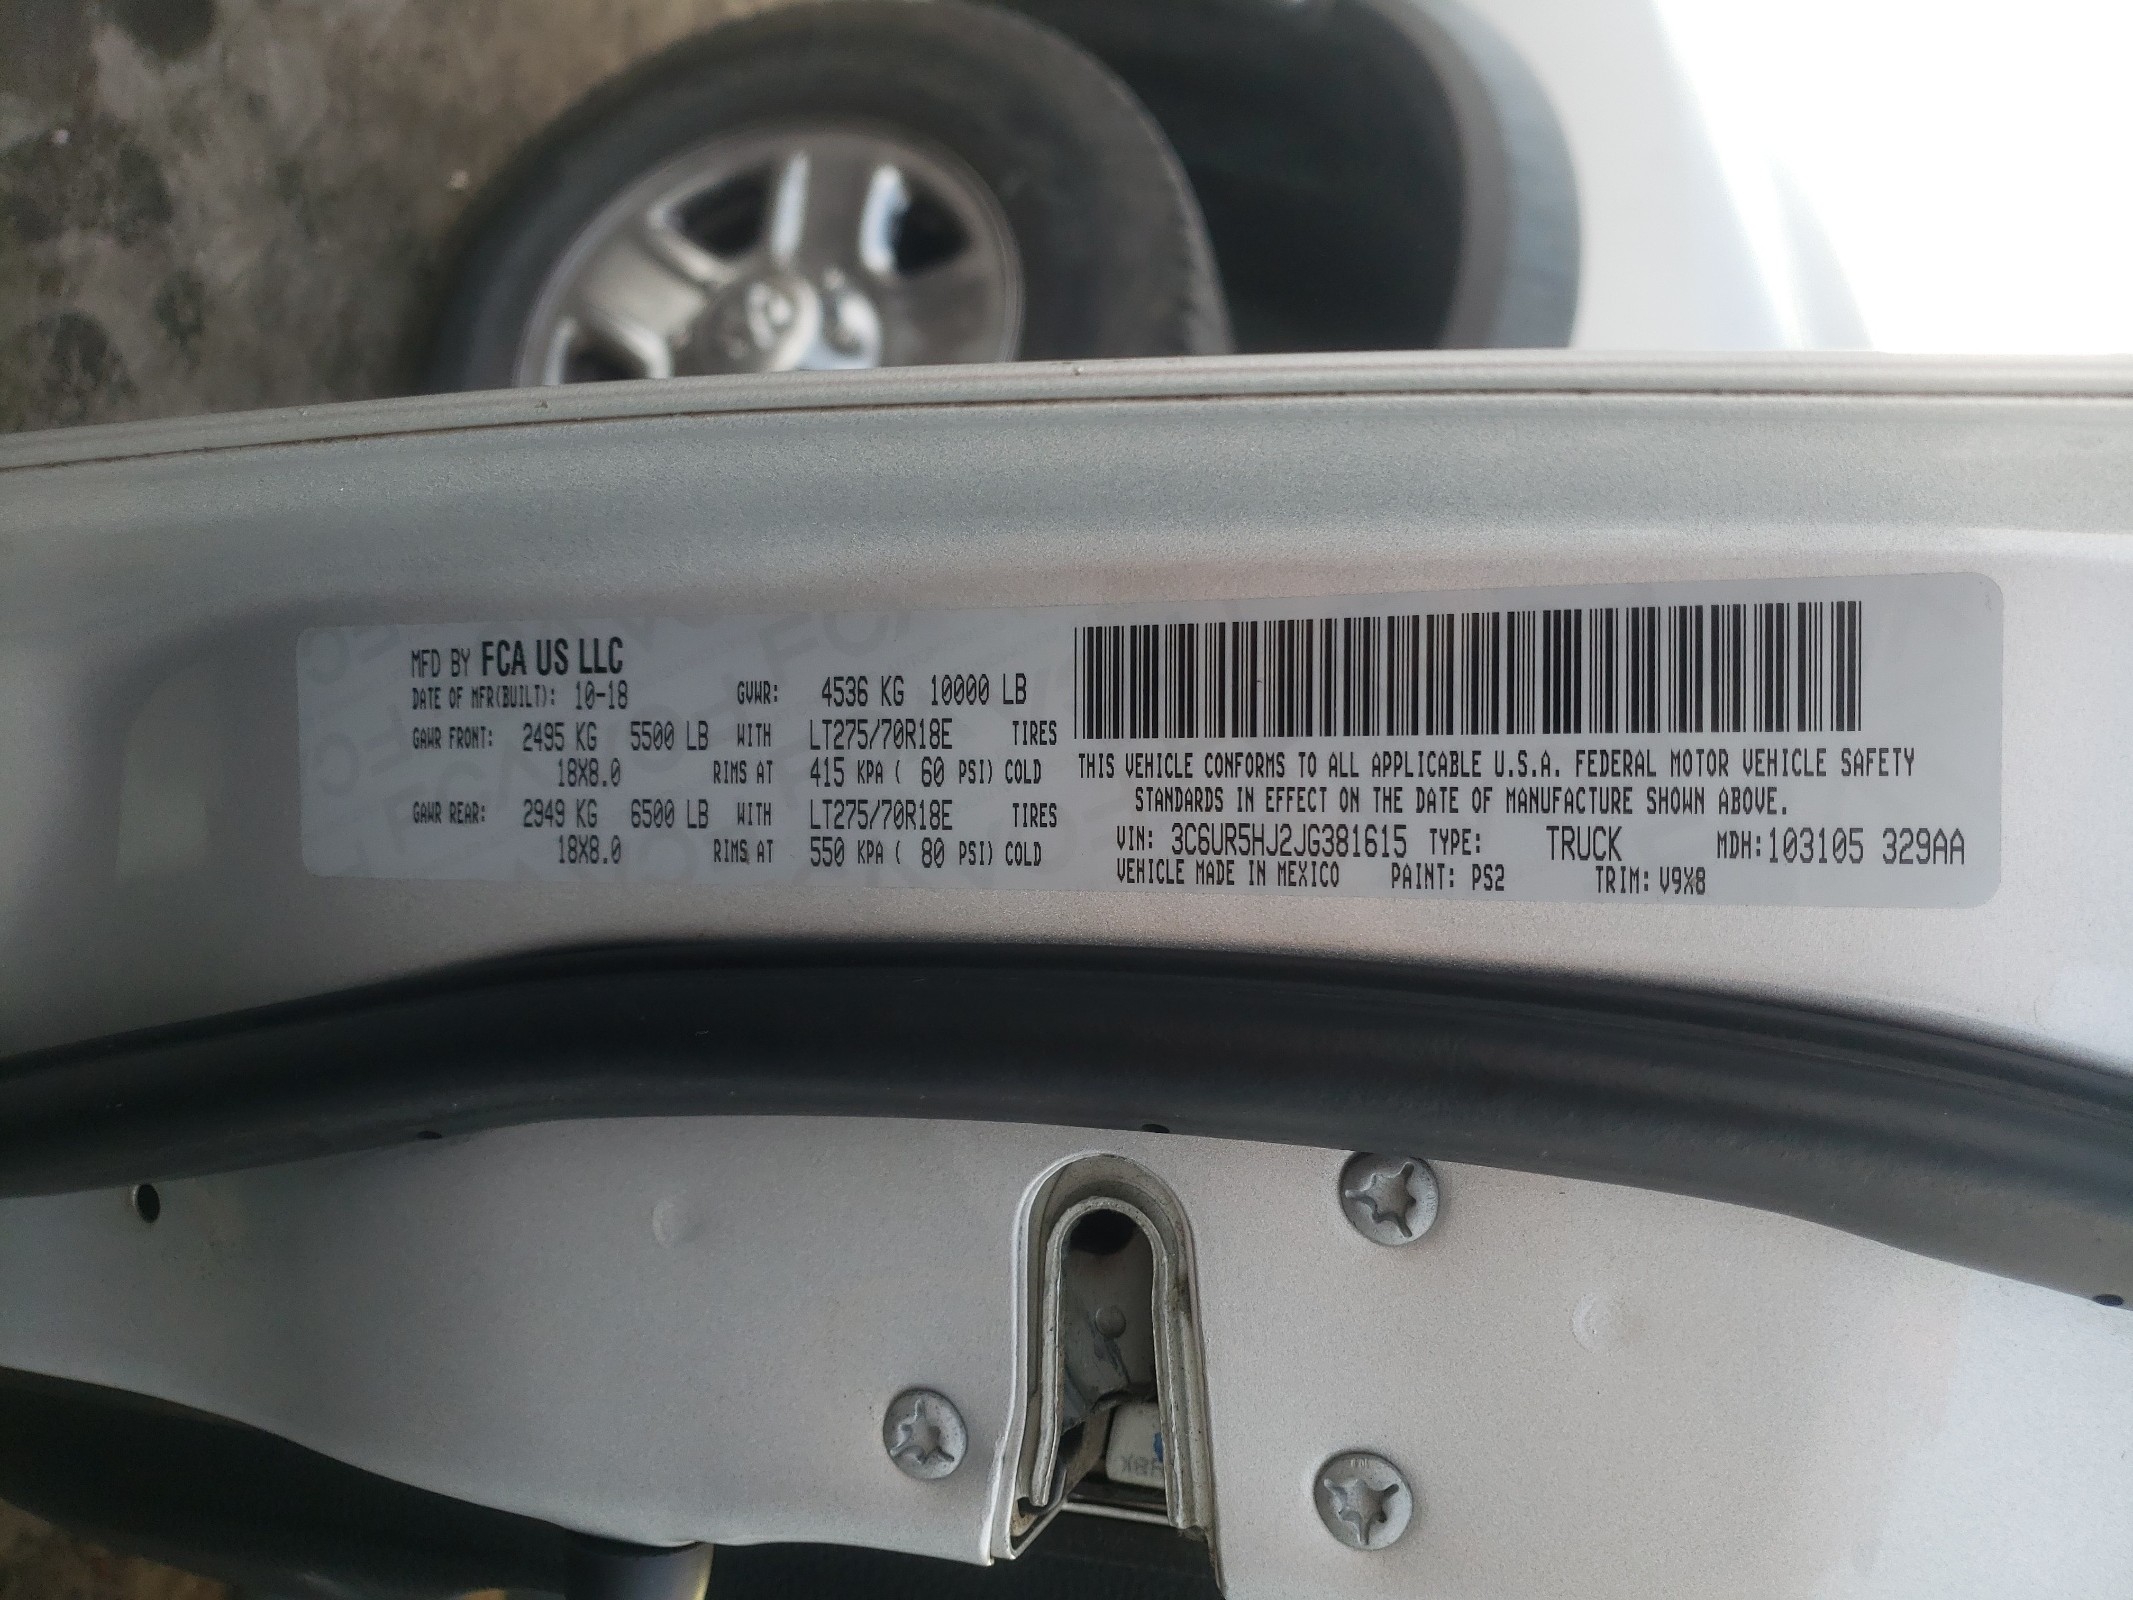 MFD BY FCA US LLC
DATE OF MFR(BUILT): 10-18 GVWR: 4536 KG 10000 LB
GAWR FRONT: 2495 KG 5500 LB WITH LT275/70R18E TIRES
18X8.0 RIMS AT 415 KPA ( 60 PSI) COLD
GAWR REAR: 2949 KG 6500 LB WITH LT275/70R18E TIRES
18X8.0 RIMS AT 550 KPA ( 80 PSI) COLD
THIS VEHICLE CONFORMS TO ALL APPLICABLE U.S.A. FEDERAL MOTOR VEHICLE SAFETY
STANDARDS IN EFFECT ON THE DATE OF MANUFACTURE SHOWN ABOVE.
VIN: 3C6UR5HJ2JG381615 TYPE: TRUCK MDH: 103105 329AA
VEHICLE MADE IN MEXICO PAINT: PS2 TRIM: V9X8